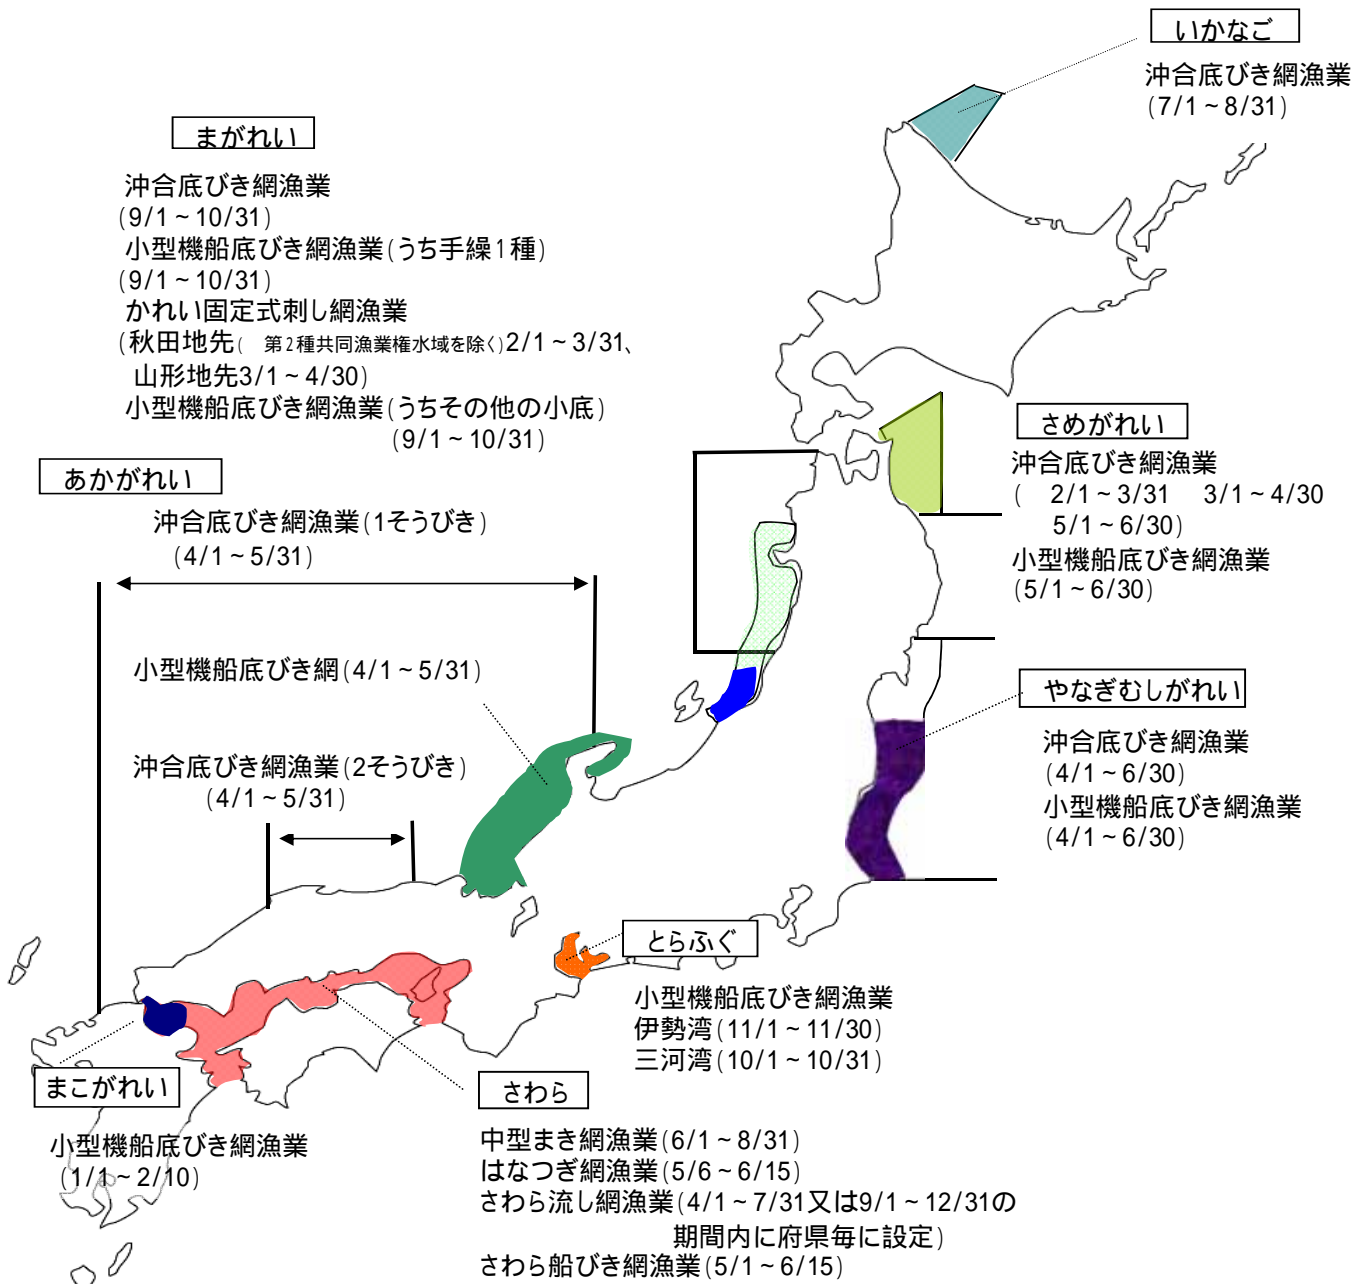 いかなご
沖合底びき網漁業
(7/1～8/31)
まがれい
沖合底びき網漁業
(9/1～10/31)
小型機船底びき網漁業(うち手繰1種)
(9/1～10/31)
かれい固定式刺し網漁業
(秋田地先( 第2種共同漁業権水域を除く)2/1～3/31、
山形地先3/1～4/30)
小型機船底びき網漁業(うちその他の小底)
(9/1～10/31)
さめがれい
沖合底びき網漁業
( 2/1～3/31 3/1～4/30
5/1～6/30)
小型機船底びき網漁業
(5/1～6/30)
あかがれい
沖合底びき網漁業(1そうびき)
(4/1～5/31)
小型機船底びき網(4/1～5/31)
沖合底びき網漁業(2そうびき)
(4/1～5/31)
やなぎむしがれい
沖合底びき網漁業
(4/1～6/30)
小型機船底びき網漁業
(4/1～6/30)
とらふぐ
小型機船底びき網漁業
伊勢湾(11/1～11/30)
三河湾(10/1～10/31)
まこがれい
小型機船底びき網漁業
(1/1～2/10)
さわら
中型まき網漁業(6/1～8/31)
はなつぎ網漁業(5/6～6/15)
さわら流し網漁業(4/1～7/31又は9/1～12/31の
期間内に府県毎に設定)
さわら船びき網漁業(5/1～6/15)